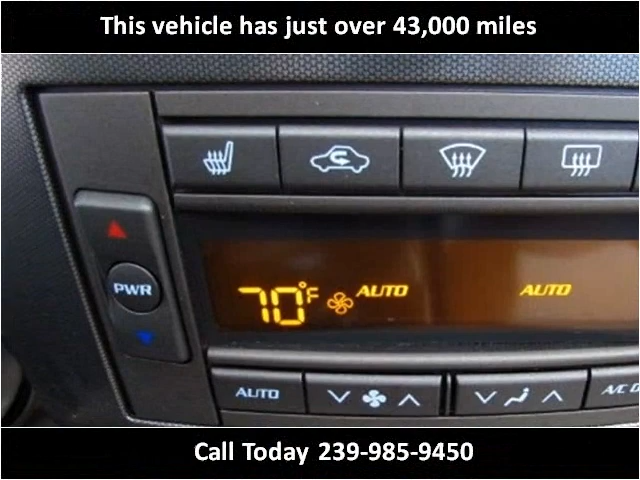 This vehicle has just over 43,000 miles
PWR
70°F AUTO AUTO
AUTO
A/C
Call Today 239-985-9450